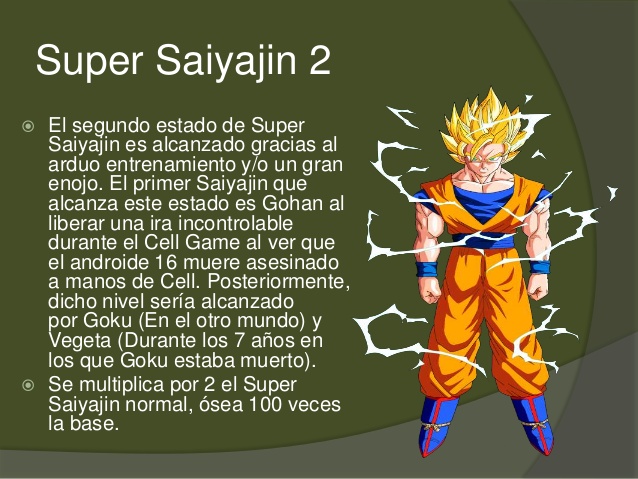 Super Saiyajin 2
El segundo estado de Super
Saiyajin es alcanzado gracias al
arduo entrenamiento y/o un gran
enojo. El primer Saiyajin que
alcanza este estado es Gohan al
liberar una ira incontrolable
durante el Cell Game al ver que
el androide 16 muere asesinado
a manos de Cell. Posteriormente,
dicho nivel sería alcanzado
por Goku (En el otro mundo) y
Vegeta (Durante los 7 años en
los que Goku estaba muerto).
Se multiplica por 2 el Super
Saiyajin normal, ósea 100 veces
la base.